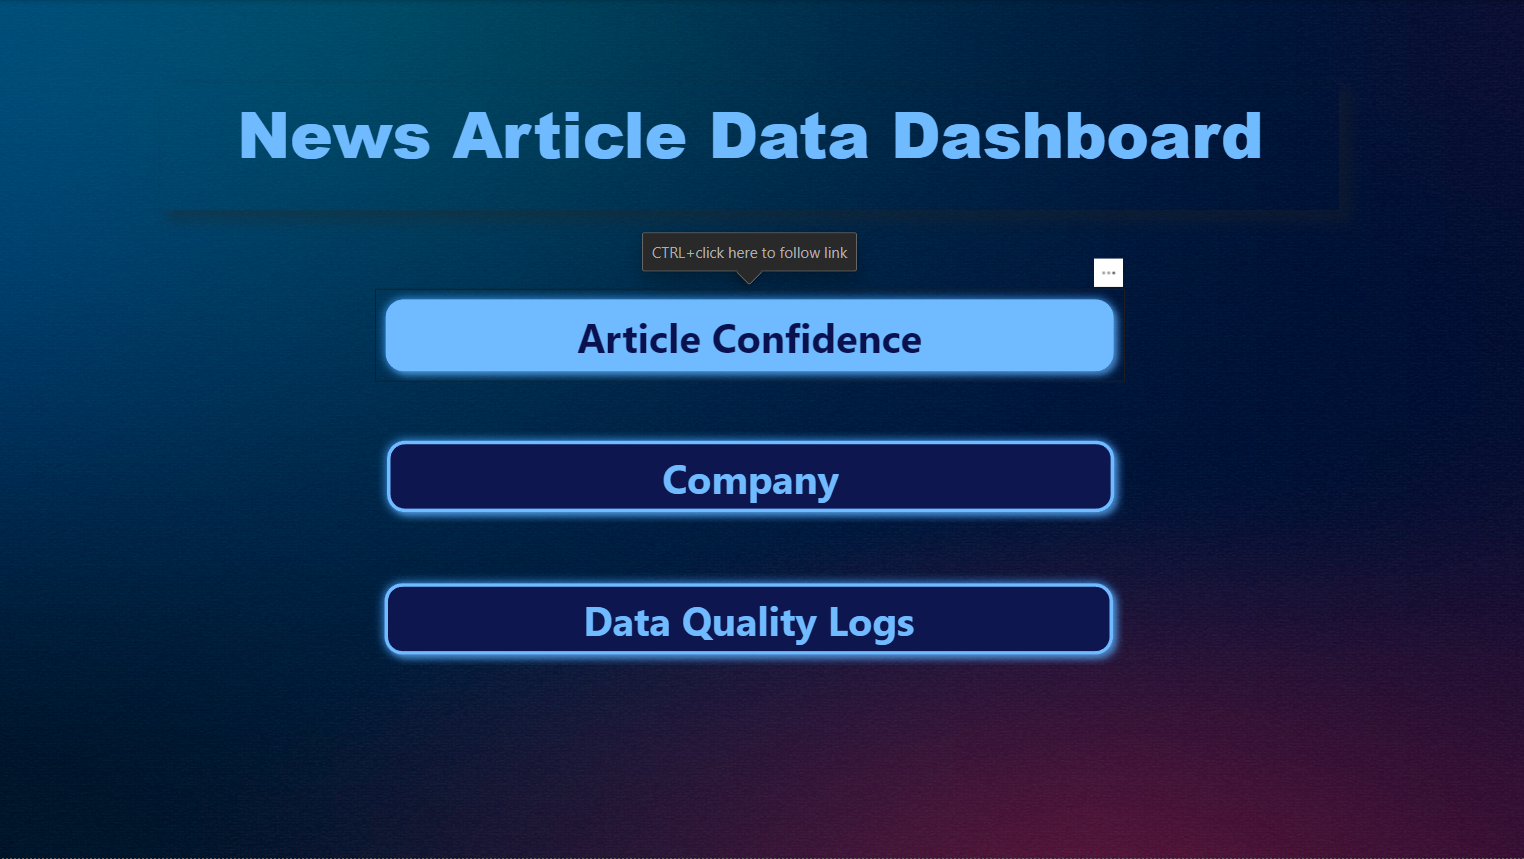 News Article Data Dashboard
CTRL+click here to follow link
Article Confidence
Company
Data Quality Logs